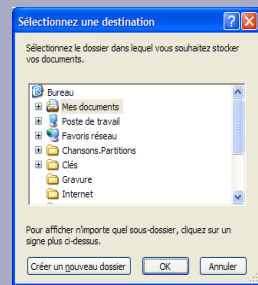 Sélectionnez une destination
Sélectionnez le dossier dans lequel vous souhaitez stocker
vos documents.
Bureau
Mes documents
Poste de travail
Favoris réseau
Chansons.Partitions
Clés
Gravure
Internet
Pour afficher n'importe quel sous-dossier, cliquez sur un
signe plus ci-dessus.
Créer un nouveau dossier OK Annuler